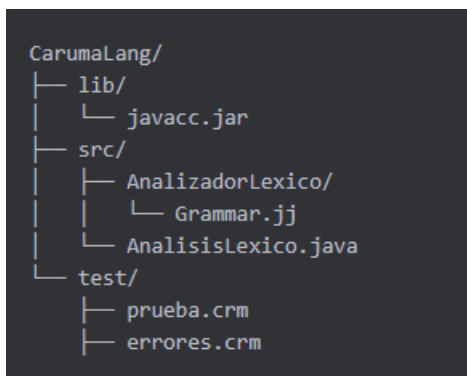 CarumaLang/
├── lib/
│   └── javacc.jar
├── src/
│   ├── AnalizadorLexico/
│   │   └── Grammar.jj
│   └── AnalisisLexico.java
└── test/
    ├── prueba.crm
    ├── errores.crm